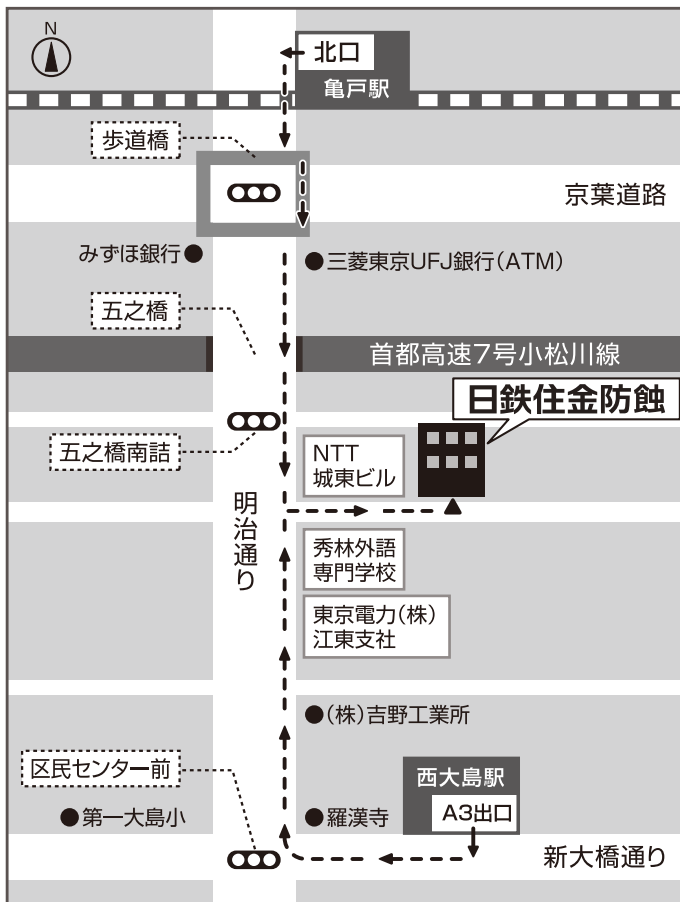 N
北口
亀戸駅
歩道橋
京葉道路
みずほ銀行
三菱東京UFJ銀行(ATM)
五之橋
首都高速7号小松川線
日鉄住金防蝕
五之橋南詰
NTT
城東ビル
明治通り
秀林外語
専門学校
東京電力(株)
江東支社
(株)吉野工業所
区民センター前
西大島駅
A3出口
第一大島小
羅漢寺
新大橋通り